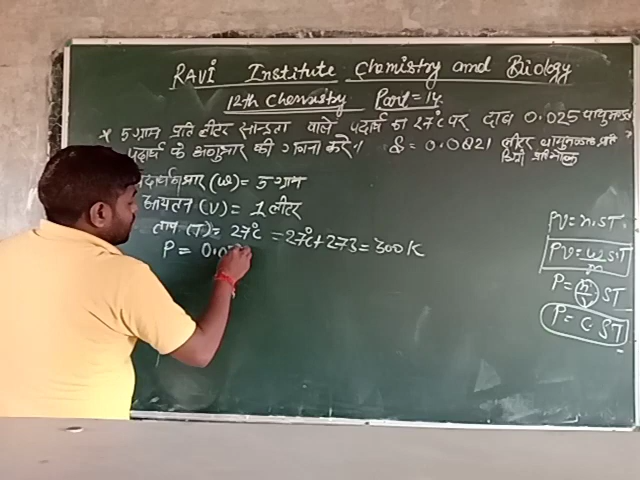 RAVI Institute Chemistry and Biology
12th Chemistry Part = 14
* 5 ग्राम प्रति लीटर सान्द्रता वाले पदार्थ का 27°C पर दाब 0.025 वायुमण्डल
पदार्थ के अणुभार की गणना करे। S = 0.0821 लीटर वायुमण्डल प्रति
डिग्री प्रति मोल
(w) = 5 ग्राम
आयतन (V) = 1 लीटर
ताप (T) = 27°C = 27°C + 273 = 300 K
P = 0.0
PV = n.ST.
PV = w S.T
m
P = n ST
V
P = C ST